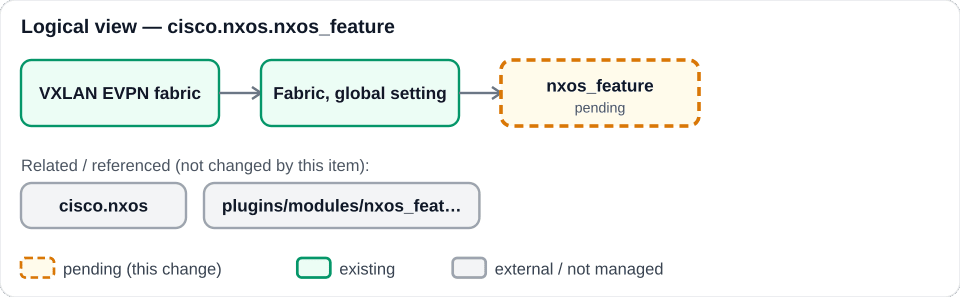 Logical view — cisco.nxos.nxos_feature
VXLAN EVPN fabric
Fabric, global setting
nxos_feature
pending
Related / referenced (not changed by this item):
cisco.nxos
plugins/modules/nxos_feat…
pending (this change)
existing
external / not managed